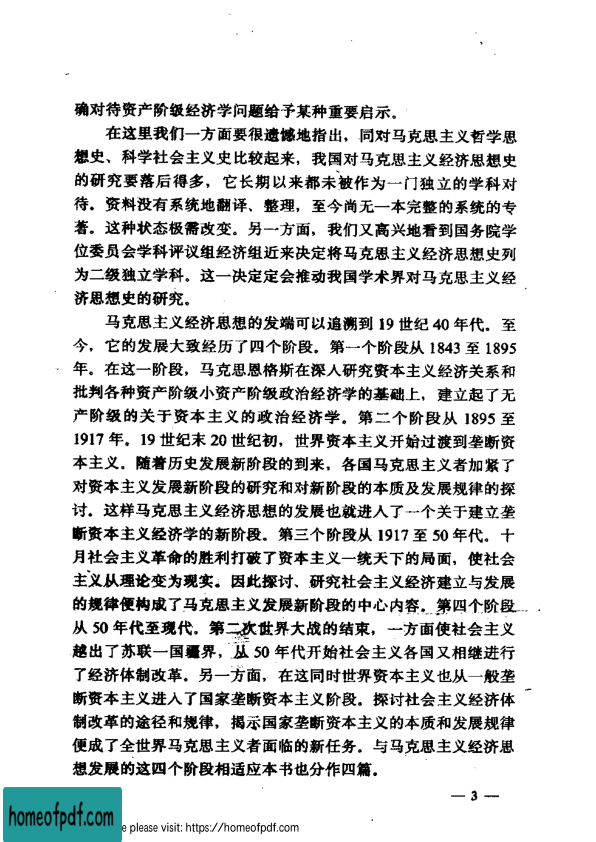 确对待资产阶级经济学问题给予某种重要启示。
在这里我们一方面要很遗憾地指出，同对马克思主义哲学思
想史、科学社会主义史比较起来，我国对马克思主义经济思想史
的研究要落后得多，它长期以来都未被作为一门独立的学科对
待。资料没有系统地翻译、整理，至今尚无一本完整的系统的专
著。这种状态极需改变。另一方面，我们又高兴地看到国务院学
位委员会学科评议组经济组近来决定将马克思主义经济思想史列
为二级独立学科。这一决定定会推动我国学术界对马克思主义经
济思想史的研究。
马克思主义经济思想的发端可以追溯到19世纪40年代。至
今，它的发展大致经历了四个阶段。第一个阶段从1843至1895
年。在这一阶段，马克思恩格斯在深入研究资本主义经济关系和
批判各种资产阶级小资产阶级政治经济学的基础上，建立起了无
产阶级的关于资本主义的政治经济学。第二个阶段从1895至
1917年。19世纪末20世纪初，世界资本主义开始过渡到垄断资
本主义。随着历史发展新阶段的到来，各国马克思主义者加紧了
对资本主义发展新阶段的研究和对新阶段的本质及发展规律的探
讨。这样马克思主义经济思想的发展也就进入了一个关于建立垄
断资本主义经济学的新阶段。第三个阶段从1917至50年代。十
月社会主义革命的胜利打破了资本主义一统天下的局面，使社会
主义从理论变为现实。因此探讨、研究社会主义经济建立与发展
的规律便构成了马克思主义发展新阶段的中心内容。第四个阶段
从50年代至现代。第二次世界大战的结束，一方面使社会主义
越出了苏联一国疆界，从50年代开始社会主义各国又相继进行
了经济体制改革。另一方面，在这同时世界资本主义也从一般垄
断资本主义进入了国家垄断资本主义阶段。探讨社会主义经济体
制改革的途径和规律，揭示国家垄断资本主义的本质和发展规律
便成了全世界马克思主义者面临的新任务。与马克思主义经济思
想发展的这四个阶段相适应本书也分作四篇。
— 3 —
homeofpdf.com
e please visit: https://homeofpdf.com